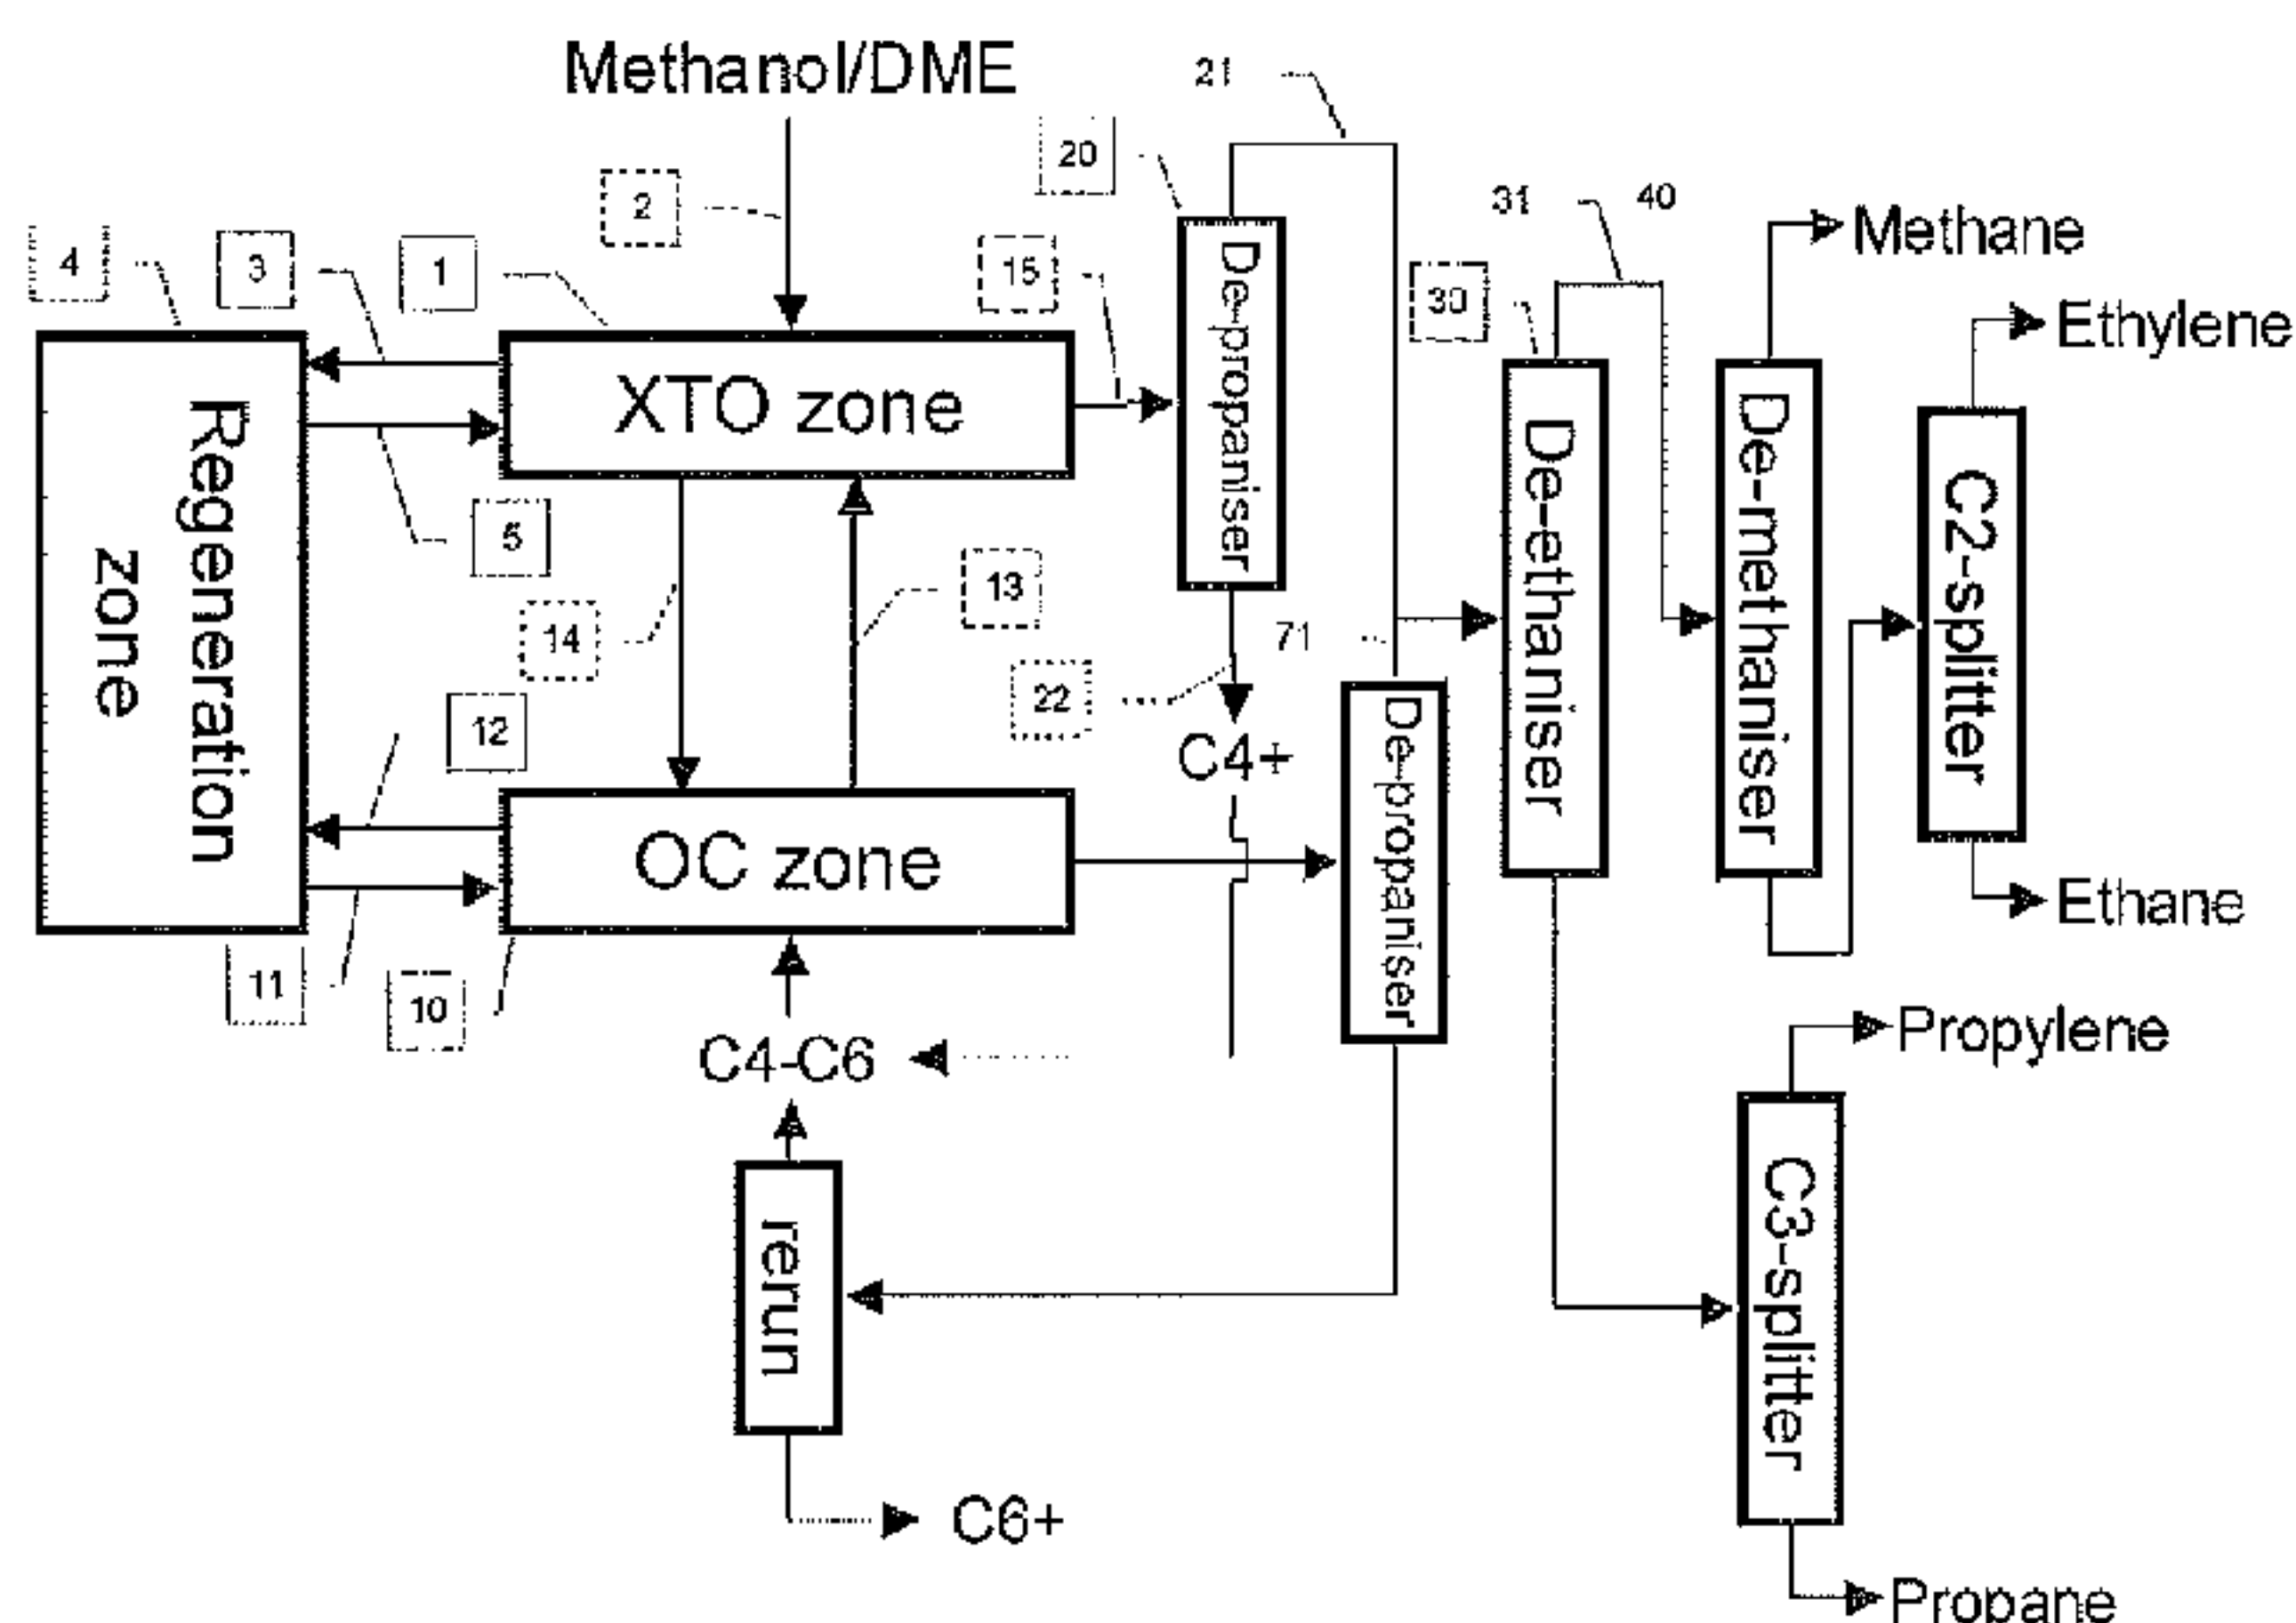 Methanol/DME
21
20
2
31
40
Methane
4
3
1
15
30
Ethylene
De-propaniser
XTO zone
Regeneration
zone
De-ethaniser
De-methaniser
C2-splitter
5
13
14
71
22
12
C4+
De-propaniser
OC zone
Ethane
11
10
C4-C6
Propylene
rerun
C3-splitter
C6+
Propane